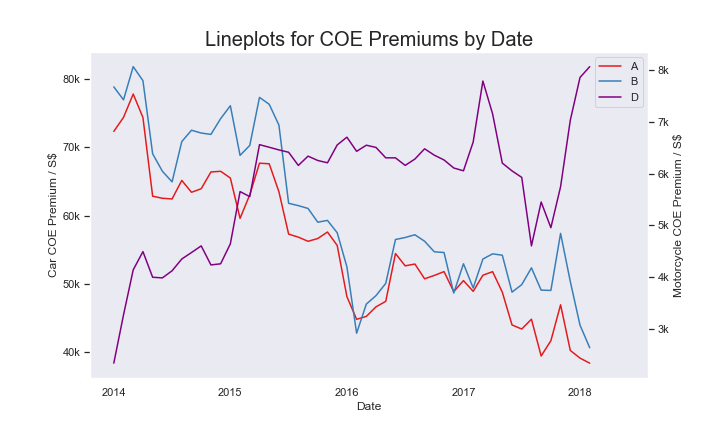 Lineplots for COE Premiums by Date
A
B
D
Car COE Premium / S$
80k
70k
60k
50k
40k
Motorcycle COE Premium / S$
8k
7k
6k
5k
4k
3k
2014
2015
2016
2017
2018
Date